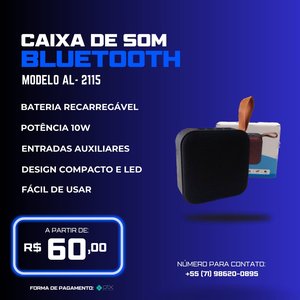 CAIXA DE SOM
BLUETOOTH
MODELO AL- 2115
BATERIA RECARREGÁVEL
POTÊNCIA 10W
ENTRADAS AUXILIARES
DESIGN COMPACTO E LED
FÁCIL DE USAR
A PARTIR DE:
R$ 60,00
FORMA DE PAGAMENTO: PIX
NÚMERO PARA CONTATO:
+55 (71) 98620-0895